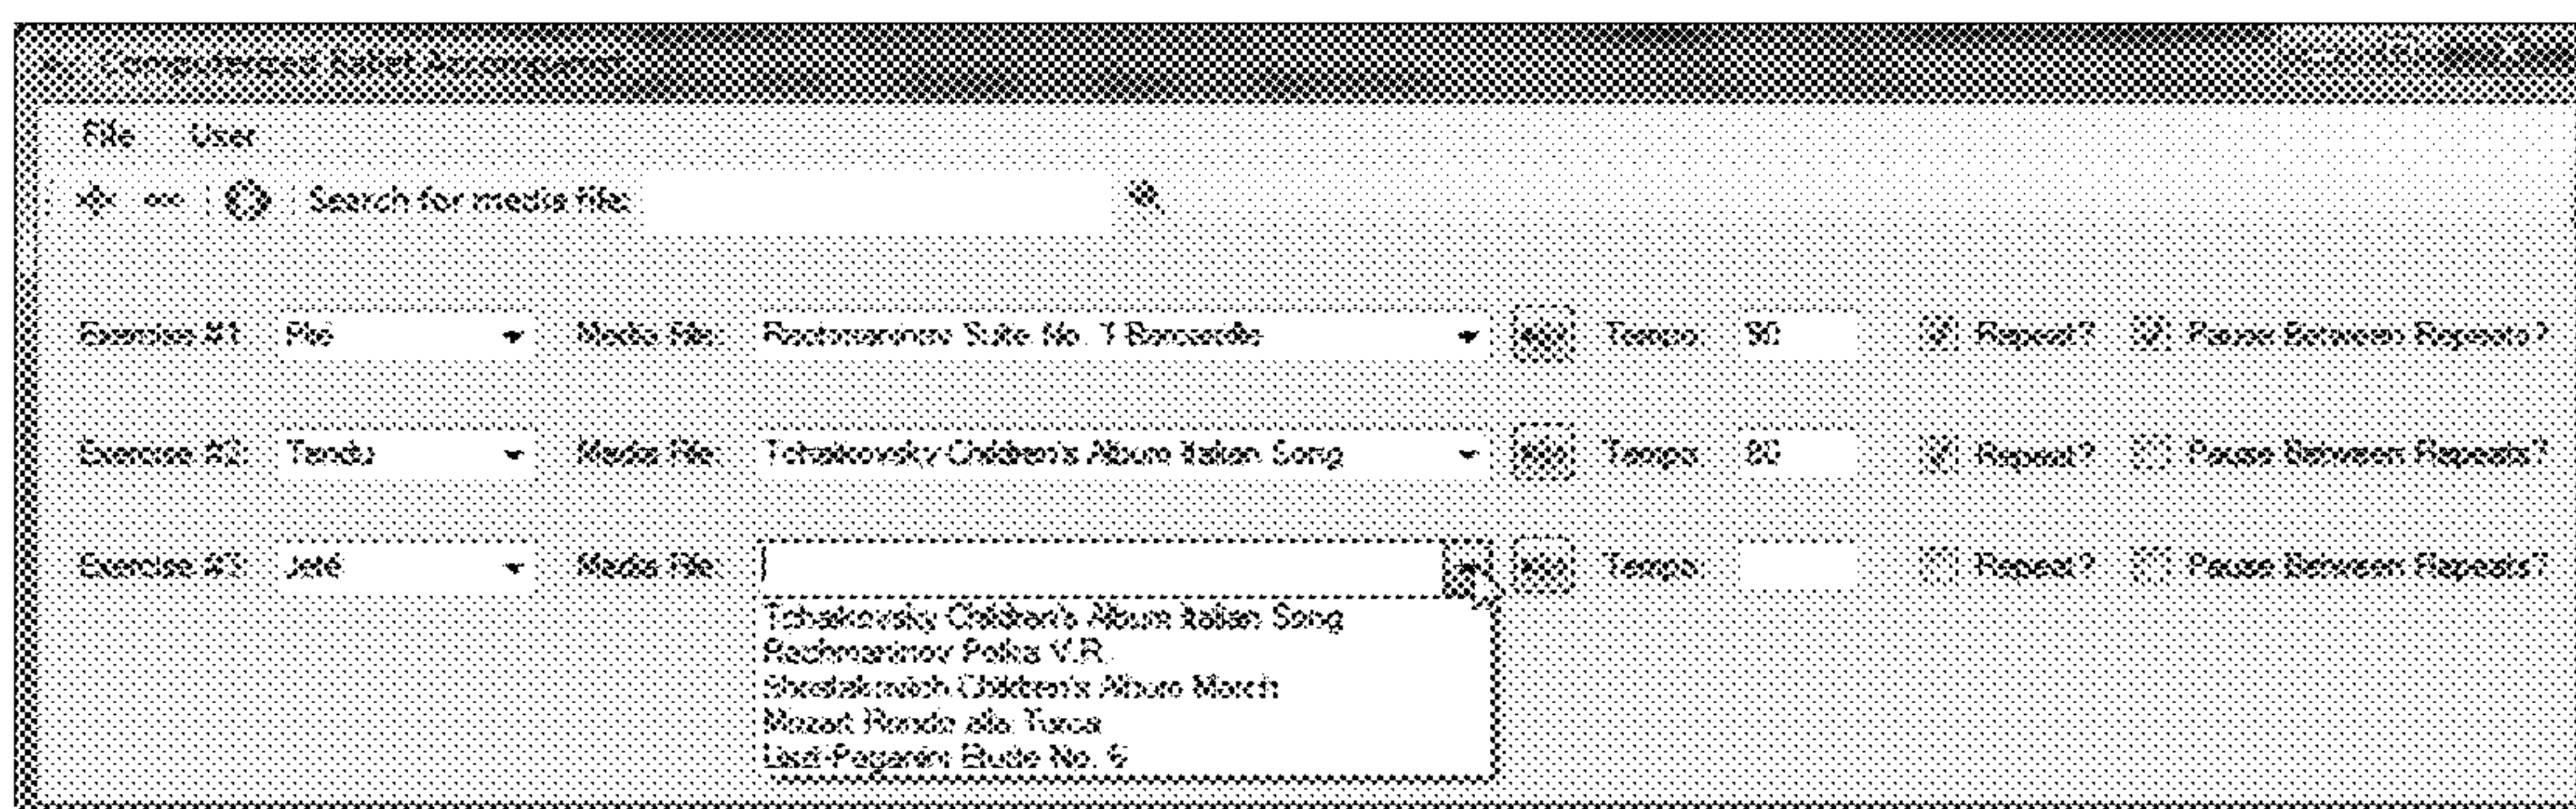 Computerized Ballet Accompanist
File User
Search for media file:
Exercise #1: Plié Media File: Rachmaninov Suite No. 1 Barcarolle Tempo: 90 Repeat? Pause Between Repeats?
Exercise #2: Tendu Media File: Tchaikovsky Children's Album Italian Song Tempo: 80 Repeat? Pause Between Repeats?
Exercise #3: Jeté Media File: Tempo: Repeat? Pause Between Repeats?
Tchaikovsky Children's Album Italian Song
Rachmaninov Polka V.R.
Shostakovich Children's Album March
Mozart Rondo alla Turca
Liszt-Paganini Etude No. 6